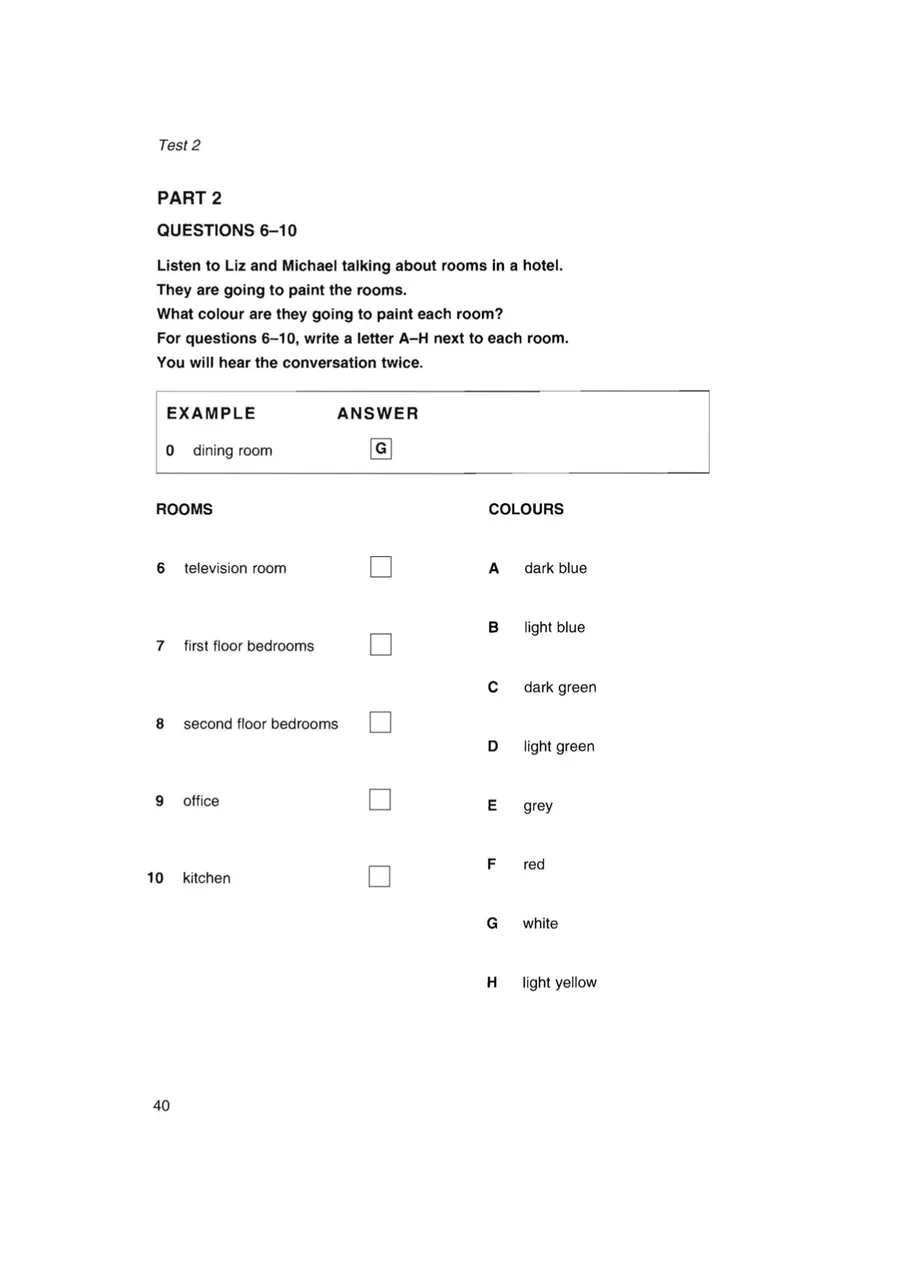 Test 2
PART 2
QUESTIONS 6–10
Listen to Liz and Michael talking about rooms in a hotel.
They are going to paint the rooms.
What colour are they going to paint each room?
For questions 6–10, write a letter A–H next to each room.
You will hear the conversation twice.
EXAMPLE ANSWER
0 dining room G
ROOMS
6 television room
7 first floor bedrooms
8 second floor bedrooms
9 office
10 kitchen
COLOURS
A dark blue
B light blue
C dark green
D light green
E grey
F red
G white
H light yellow
40